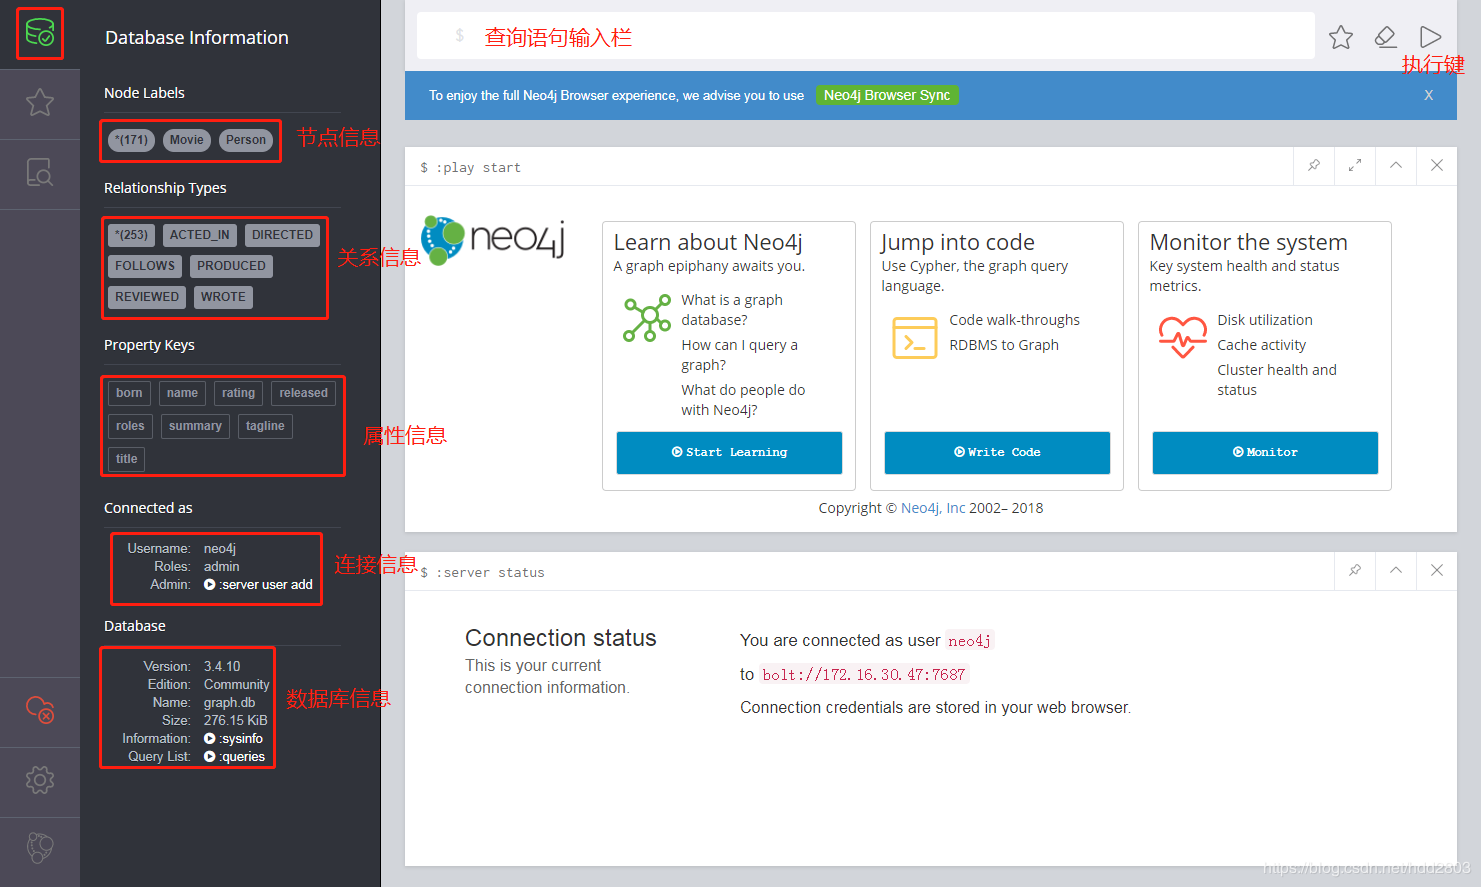 Database Information
Node Labels
*(171) Movie Person
节点信息
Relationship Types
*(253) ACTED_IN DIRECTED
FOLLOWS PRODUCED
REVIEWED WROTE
关系信息
Property Keys
born name rating released
roles summary tagline
title
属性信息
Connected as
Username: neo4j
Roles: admin
Admin: :server user add
连接信息
Database
Version: 3.4.10
Edition: Community
Name: graph.db
Size: 276.15 KiB
Information: :sysinfo
Query List: :queries
数据库信息
$ 查询语句输入栏
执行键
To enjoy the full Neo4j Browser experience, we advise you to use Neo4j Browser Sync X
$ :play start
neo4j
Learn about Neo4j
A graph epiphany awaits you.
What is a graph
database?
How can I query a
graph?
What do people do
with Neo4j?
Start Learning
Jump into code
Use Cypher, the graph query
language.
Code walk-throughs
RDBMS to Graph
Write Code
Monitor the system
Key system health and status
metrics.
Disk utilization
Cache activity
Cluster health and
status
Monitor
Copyright © Neo4j, Inc 2002– 2018
$ :server status
Connection status
This is your current
connection information.
You are connected as user neo4j
to bolt://172.16.30.47:7687
Connection credentials are stored in your web browser.
https://blog.csdn.net/hdd2803